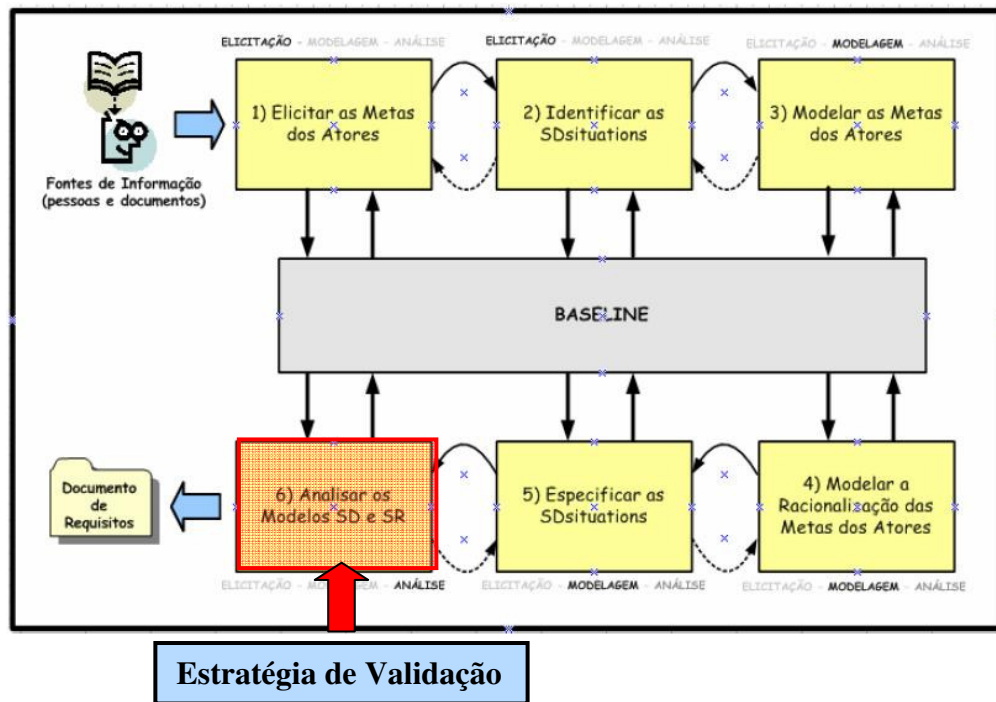 ELICITAÇÃO - MODELAGEM - ANÁLISE
ELICITAÇÃO - MODELAGEM - ANÁLISE
ELICITAÇÃO - MODELAGEM - ANÁLISE
Fontes de Informação
(pessoas e documentos)
1) Elicitar as Metas
dos Atores
2) Identificar as
SDsituations
3) Modelar as Metas
dos Atores
BASELINE
Documento
de
Requisitos
6) Analisar os
Modelos SD e SR
5) Especificar as
SDsituations
4) Modelar a
Racionalização das
Metas dos Atores
ELICITAÇÃO - MODELAGEM - ANÁLISE
ELICITAÇÃO - MODELAGEM - ANÁLISE
ELICITAÇÃO - MODELAGEM - ANÁLISE
Estratégia de Validação